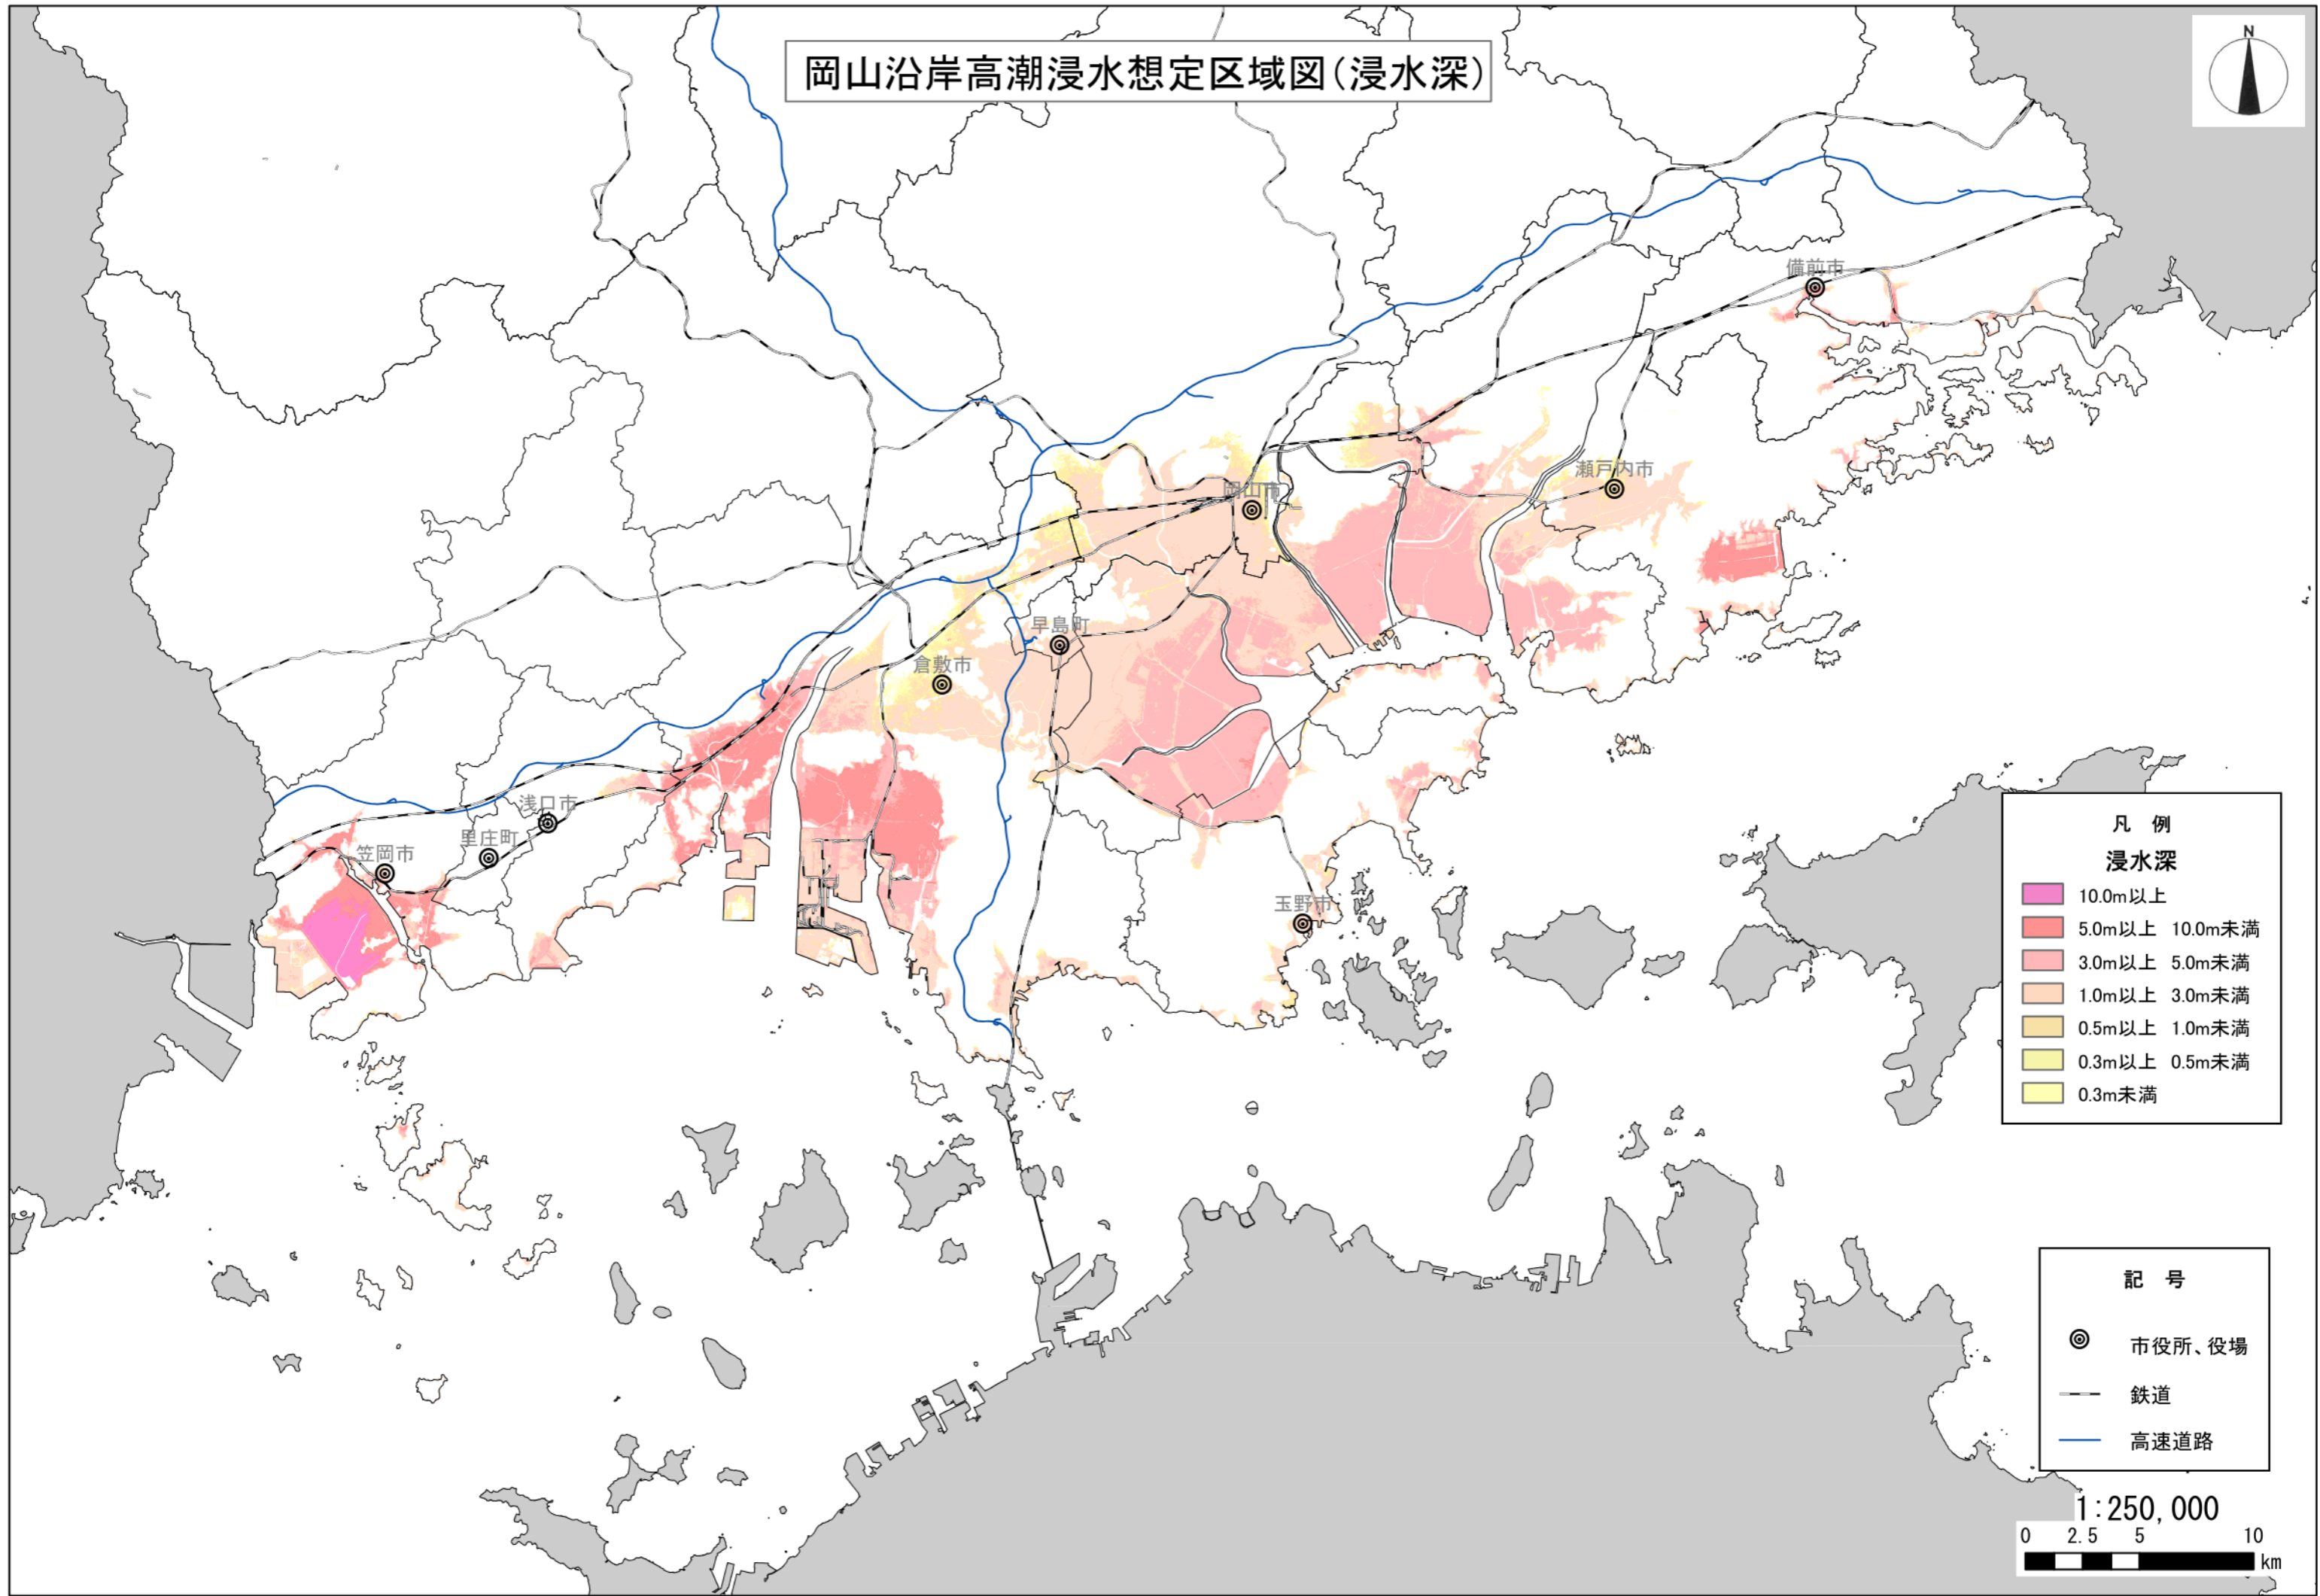 岡山沿岸高潮浸水想定区域図(浸水深)
N
備前市
瀬戸内市
岡山市
早島町
倉敷市
浅口市
里庄町
笠岡市
玉野市
凡 例
浸水深
10.0m以上
5.0m以上 10.0m未満
3.0m以上 5.0m未満
1.0m以上 3.0m未満
0.5m以上 1.0m未満
0.3m以上 0.5m未満
0.3m未満
記 号
市役所、役場
鉄道
高速道路
1:250,000
0 2.5 5 10
km